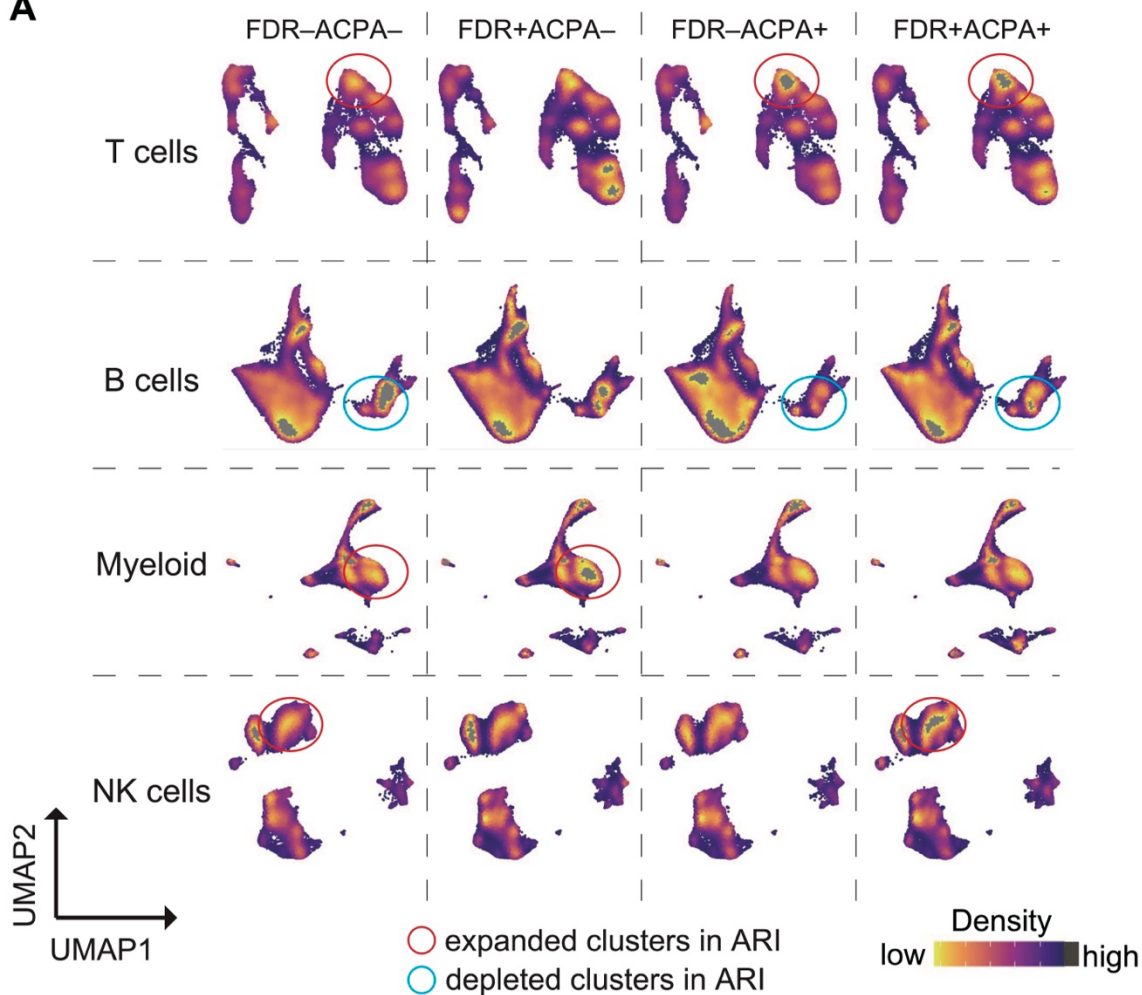 A
FDR–ACPA–
FDR+ACPA–
FDR–ACPA+
FDR+ACPA+
T cells
B cells
Myeloid
NK cells
UMAP2
UMAP1
expanded clusters in ARI
depleted clusters in ARI
Density
low
high